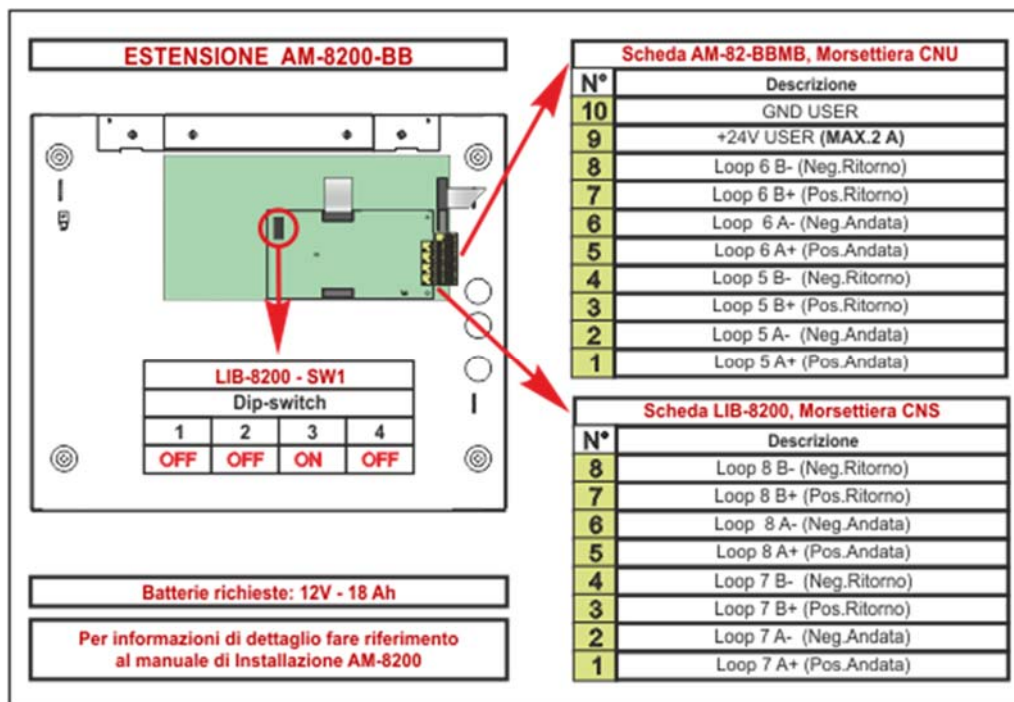 ESTENSIONE AM-8200-BB
LIB-8200 - SW1
Dip-switch
1 2 3 4
OFF OFF ON OFF
Batterie richieste: 12V - 18 Ah
Per informazioni di dettaglio fare riferimento
al manuale di Installazione AM-8200
Scheda AM-82-BBMB, Morsettiera CNU
N° Descrizione
10 GND USER
9 +24V USER (MAX.2 A)
8 Loop 6 B- (Neg.Ritorno)
7 Loop 6 B+ (Pos.Ritorno)
6 Loop 6 A- (Neg.Andata)
5 Loop 6 A+ (Pos.Andata)
4 Loop 5 B- (Neg.Ritorno)
3 Loop 5 B+ (Pos.Ritorno)
2 Loop 5 A- (Neg.Andata)
1 Loop 5 A+ (Pos.Andata)
Scheda LIB-8200, Morsettiera CNS
N° Descrizione
8 Loop 8 B- (Neg.Ritorno)
7 Loop 8 B+ (Pos.Ritorno)
6 Loop 8 A- (Neg.Andata)
5 Loop 8 A+ (Pos.Andata)
4 Loop 7 B- (Neg.Ritorno)
3 Loop 7 B+ (Pos.Ritorno)
2 Loop 7 A- (Neg.Andata)
1 Loop 7 A+ (Pos.Andata)